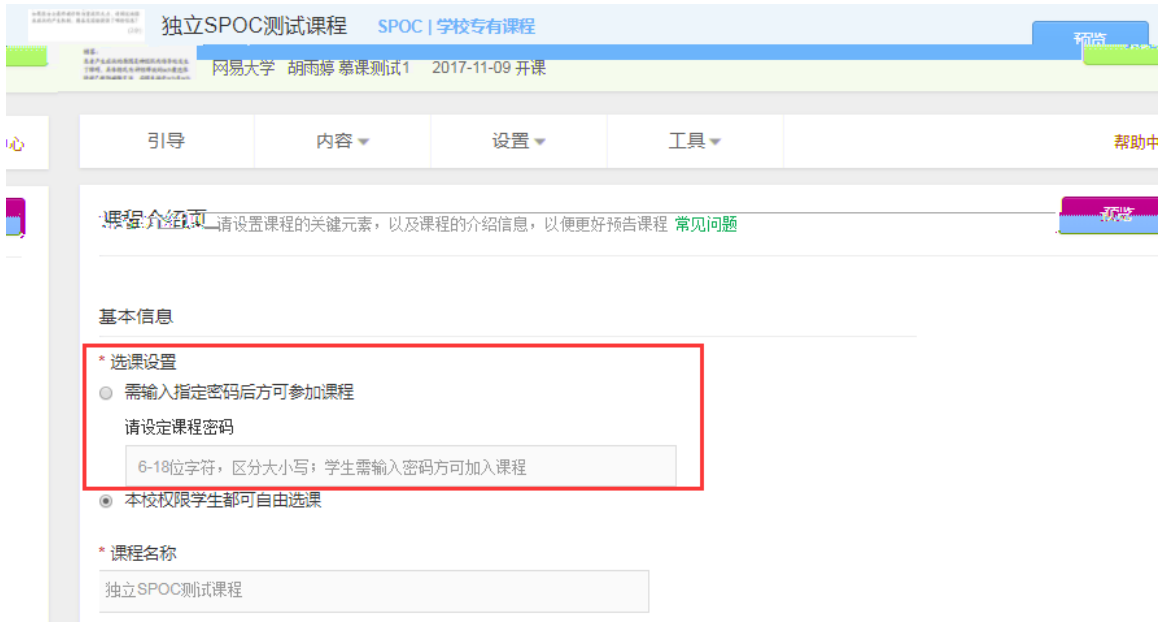 独立SPOC测试课程 SPOC | 学校专有课程
预览
网易大学 胡雨婷 慕课测试1 2017-11-09 开课
心 引导 内容 设置 工具 帮助中
课程介绍页 请设置课程的关键元素，以及课程的介绍信息，以便更好预告课程 常见问题 预览
基本信息
* 选课设置
需输入指定密码后方可参加课程
请设定课程密码
6-18位字符，区分大小写；学生需输入密码方可加入课程
本校权限学生都可自由选课
* 课程名称
独立SPOC测试课程